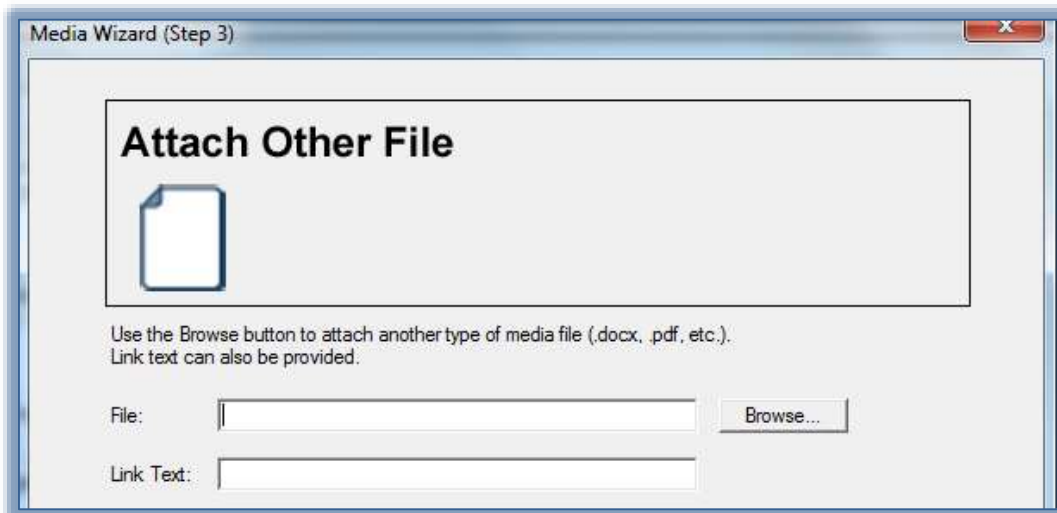 Media Wizard (Step 3)
Attach Other File
Use the Browse button to attach another type of media file (.docx, .pdf, etc.).
Link text can also be provided.
File:
Browse...
Link Text: